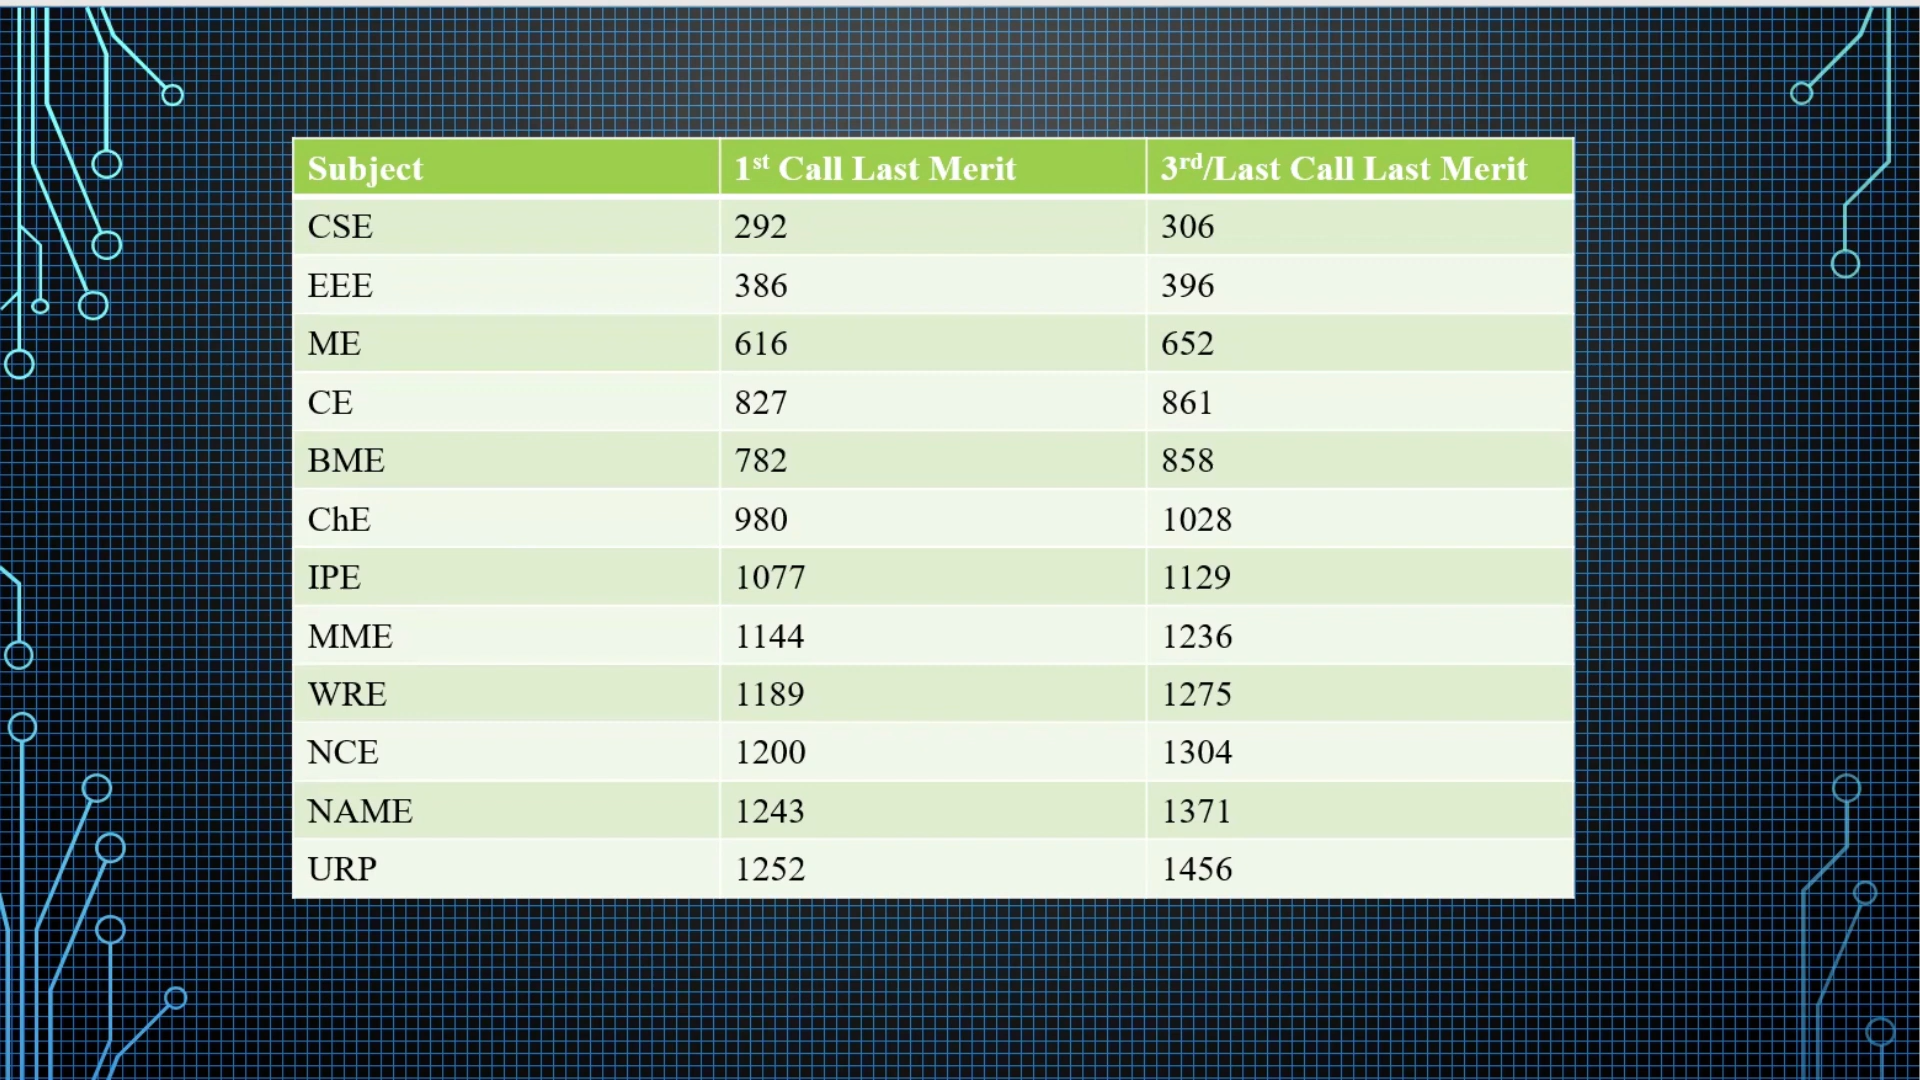 Subject 1st Call Last Merit 3rd/Last Call Last Merit
CSE 292 306
EEE 386 396
ME 616 652
CE 827 861
BME 782 858
ChE 980 1028
IPE 1077 1129
MME 1144 1236
WRE 1189 1275
NCE 1200 1304
NAME 1243 1371
URP 1252 1456